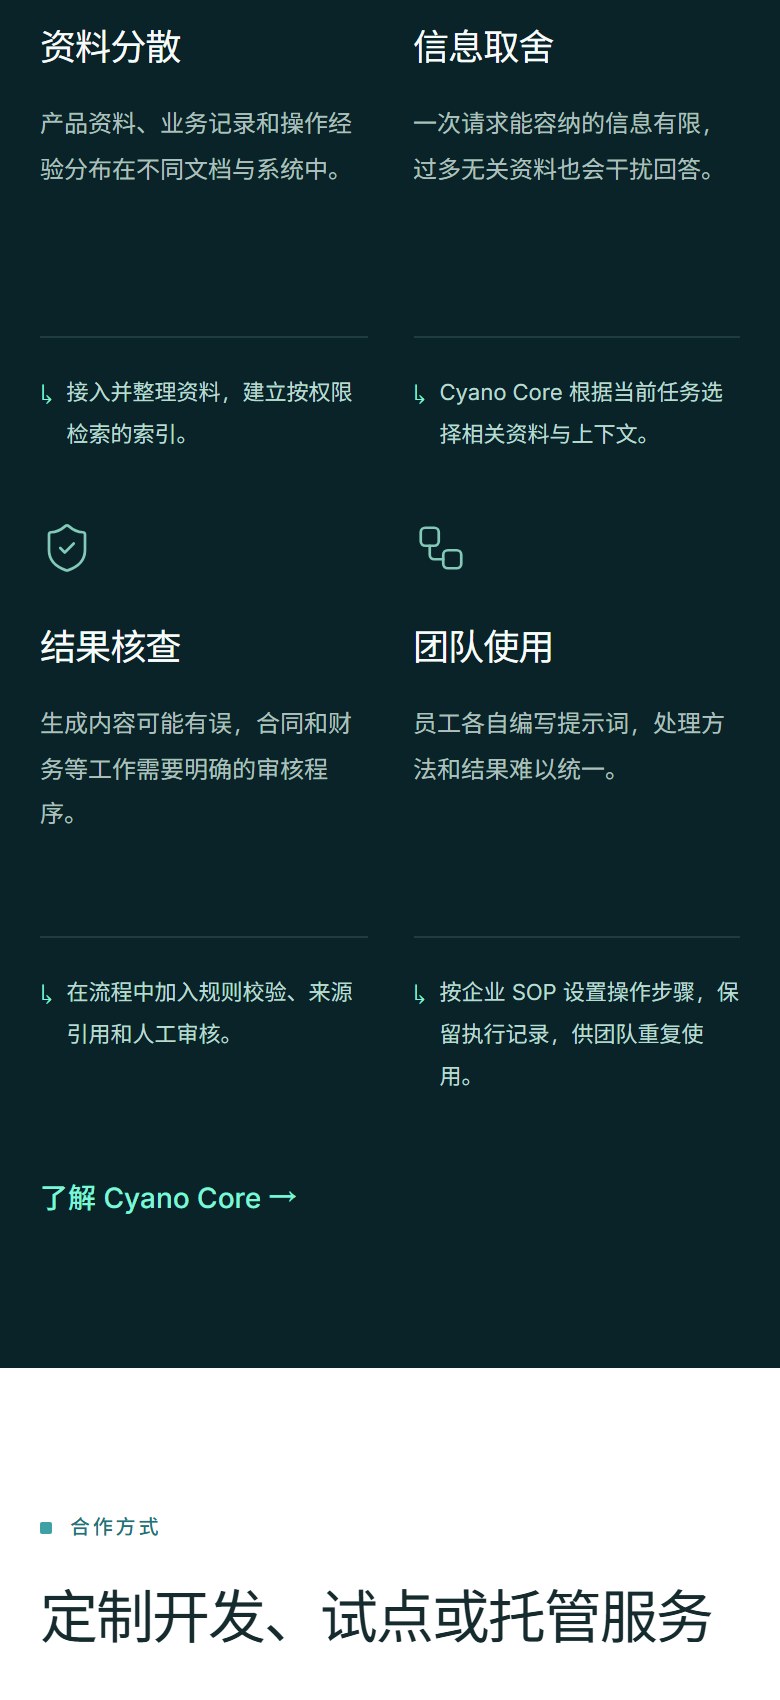 资料分散
产品资料、业务记录和操作经
验分布在不同文档与系统中。
↳ 接入并整理资料，建立按权限
检索的索引。
信息取舍
一次请求能容纳的信息有限，
过多无关资料也会干扰回答。
↳ Cyano Core 根据当前任务选
择相关资料与上下文。
结果核查
生成内容可能有误，合同和财
务等工作需要明确的审核程
序。
↳ 在流程中加入规则校验、来源
引用和人工审核。
团队使用
员工各自编写提示词，处理方
法和结果难以统一。
↳ 按企业 SOP 设置操作步骤，保
留执行记录，供团队重复使
用。
了解 Cyano Core →
合作方式
定制开发、试点或托管服务